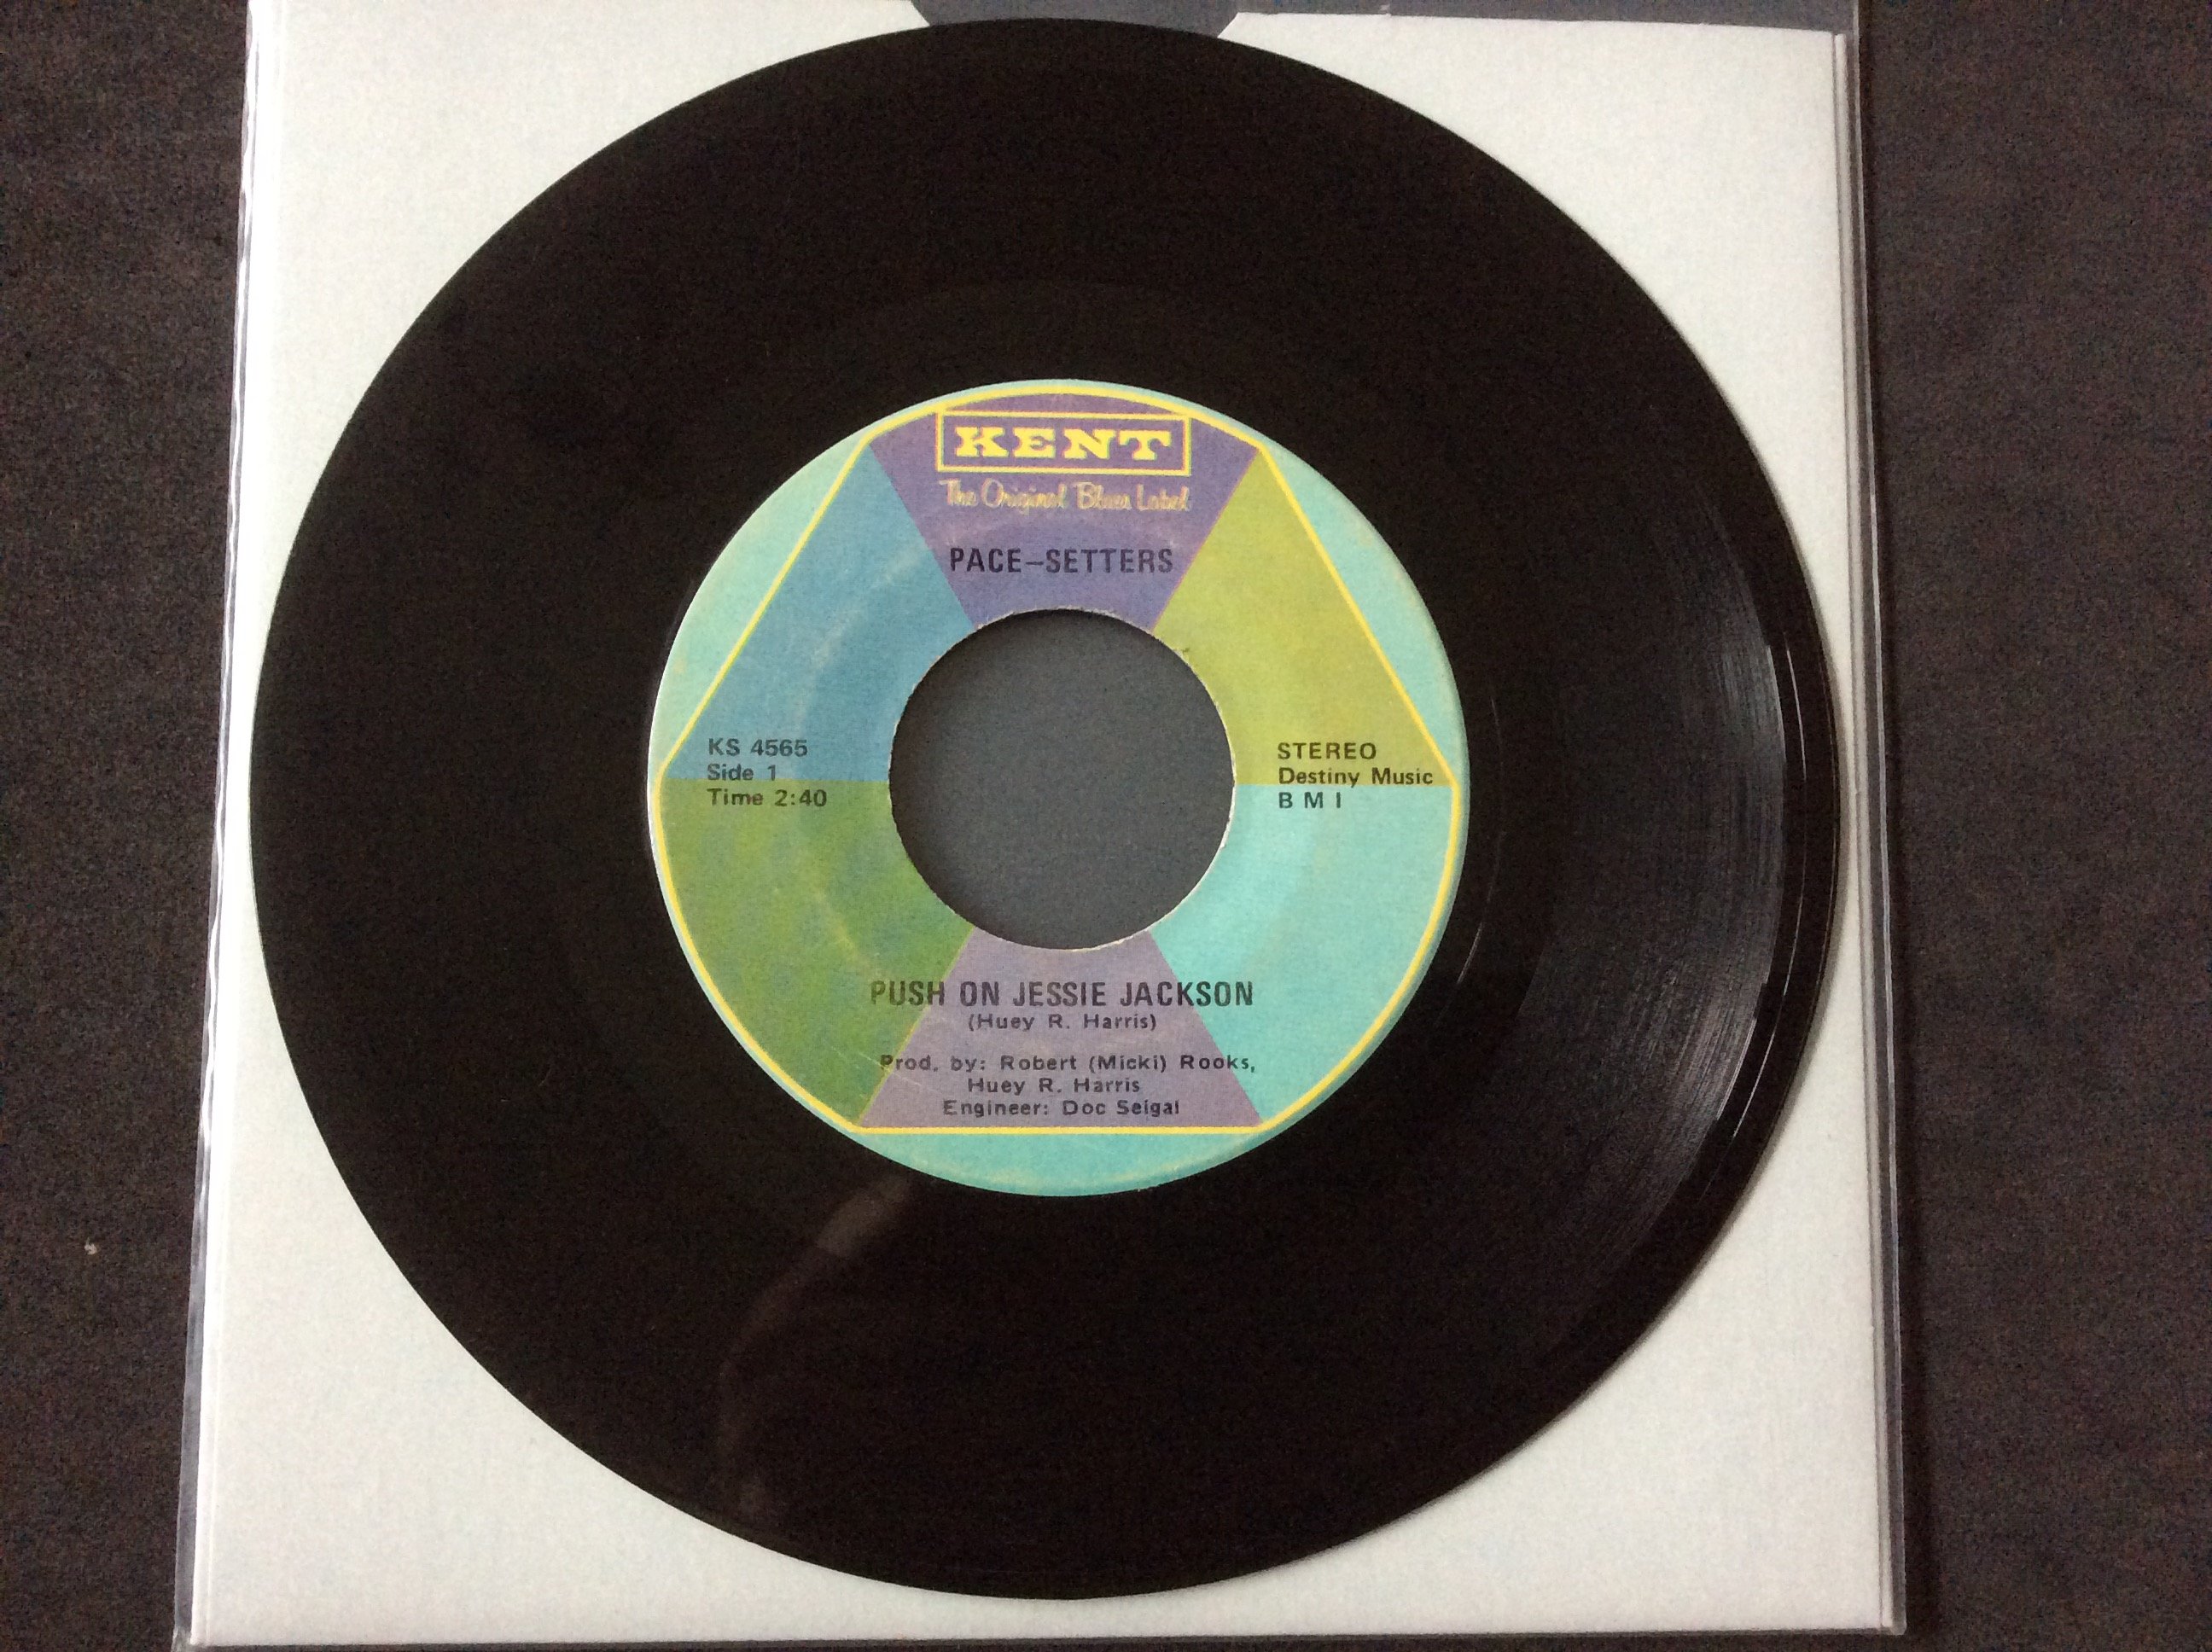 KENT
The Original Blues Label
PACE-SETTERS
KS 4565
Side 1
Time 2:40
STEREO
Destiny Music
B M I
PUSH ON JESSIE JACKSON
(Huey R. Harris)
Prod. by: Robert (Micki) Rooks,
Huey R. Harris
Engineer: Doc Seigal